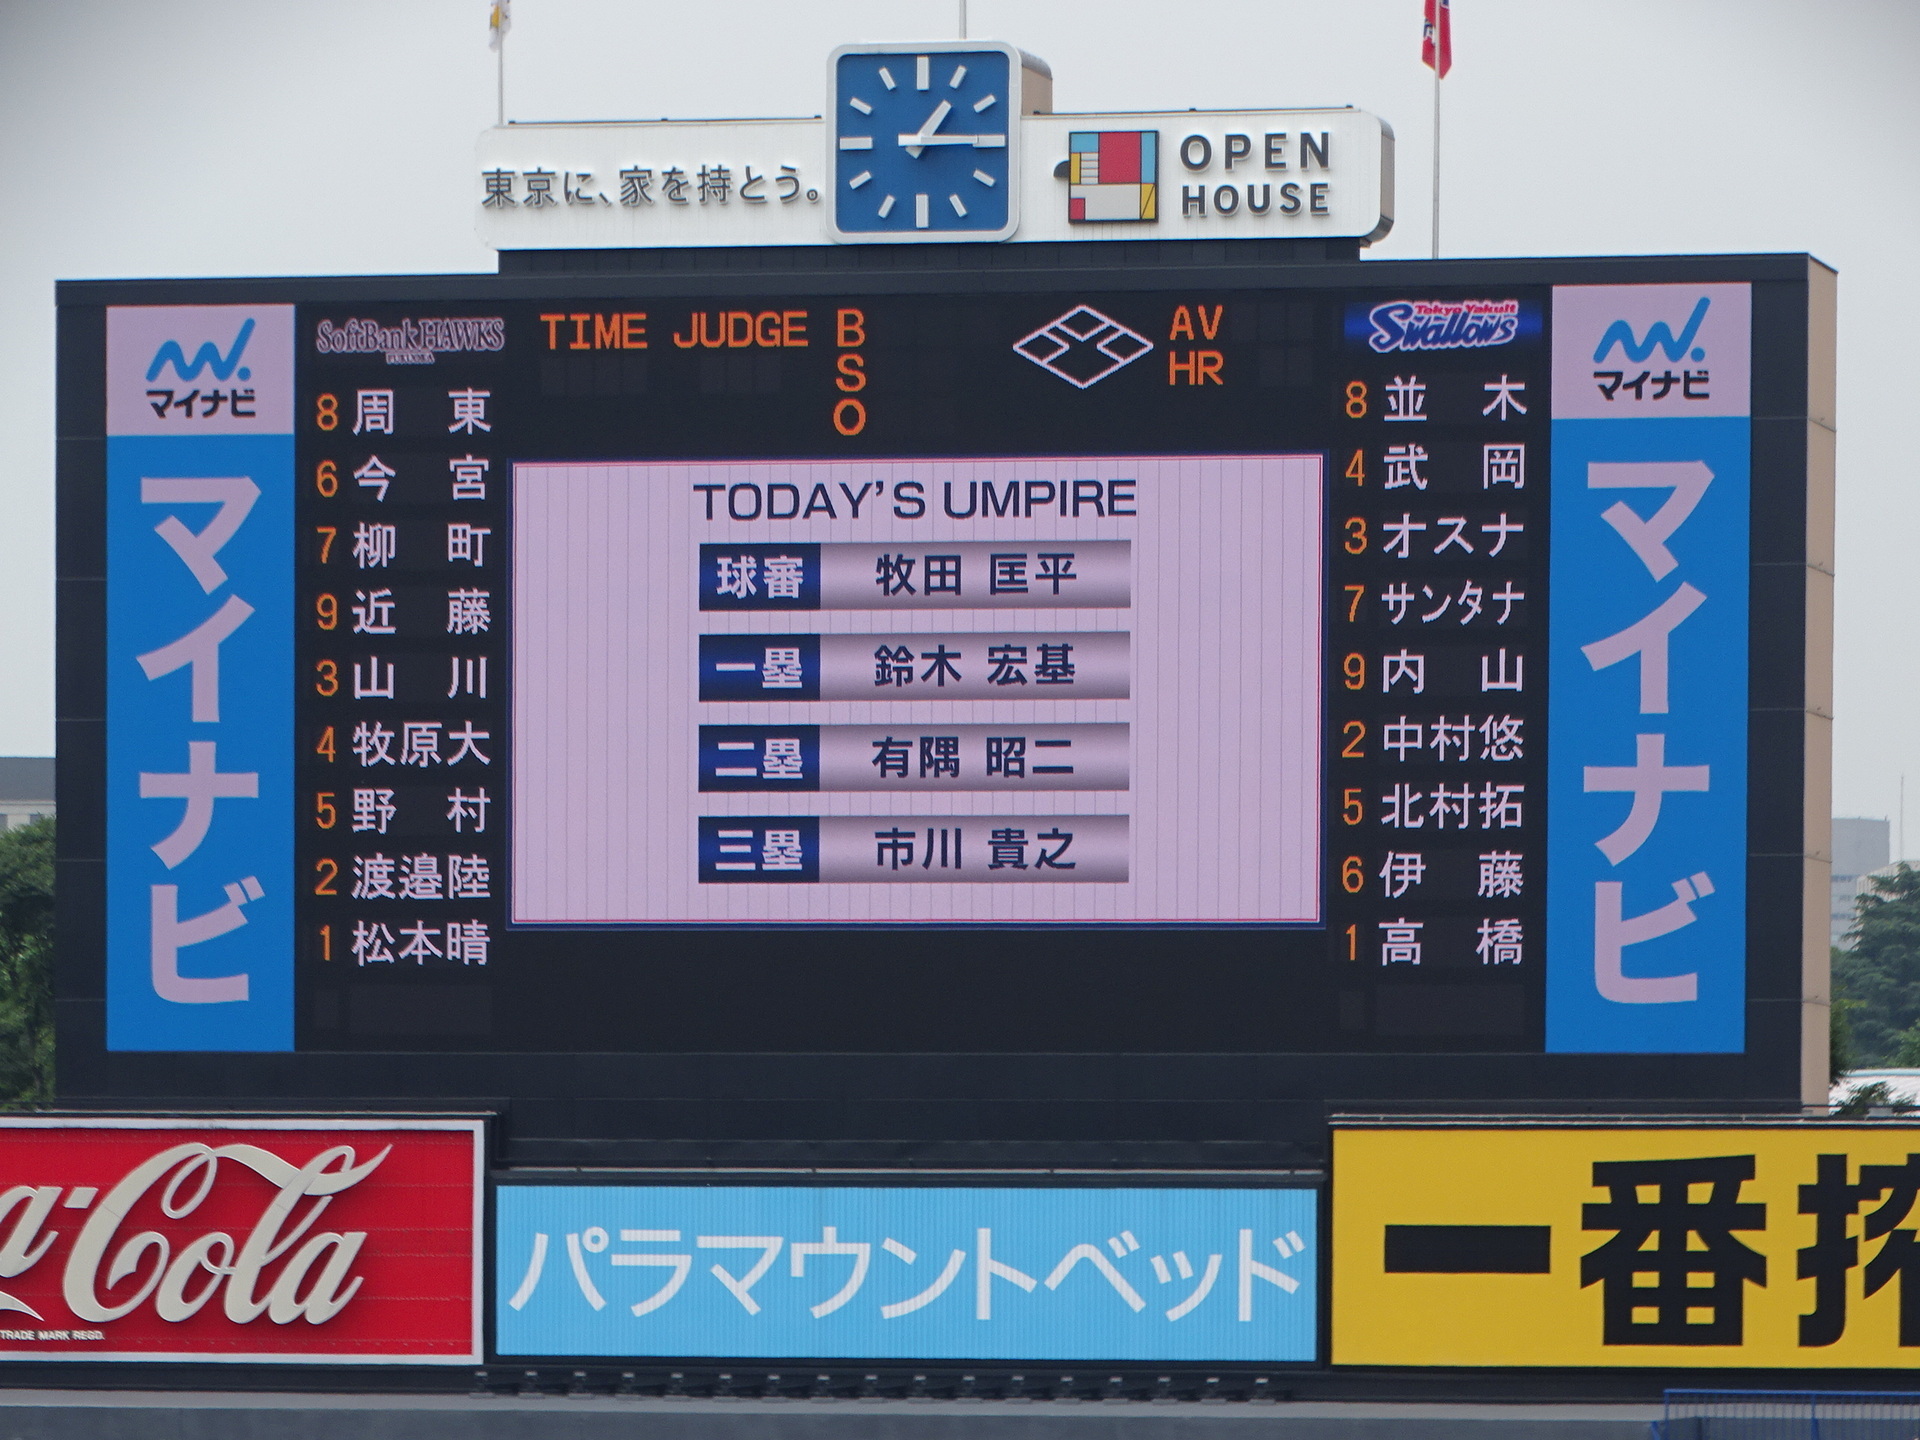 東京に、家を持とう。
OPEN
HOUSE
マイナビ
マイナビ
SoftBank HAWKS
FUKUOKA
8 周東
6 今宮
7 柳町
9 近藤
3 山川
4 牧原大
5 野村
2 渡邉陸
1 松本晴
TIME JUDGE
B
S
O
AV
HR
TODAY'S UMPIRE
球審 牧田 匡平
一塁 鈴木 宏基
二塁 有隅 昭二
三塁 市川 貴之
Tokyo Yakult
Swallows
8 並木
4 武岡
3 オスナ
7 サンタナ
9 内山
2 中村悠
5 北村拓
6 伊藤
1 高橋
マイナビ
マイナビ
a-Cola
TRADE MARK REGD.
パラマウントベッド
一番搾